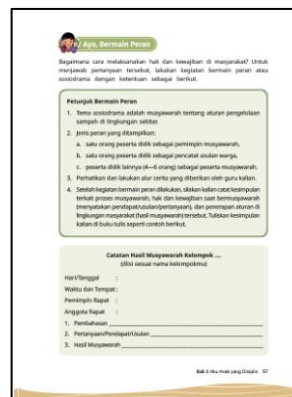 Ayo, Bermain Peran
Bagaimana cara melaksanakan hak dan kewajiban di masyarakat? Untuk
menjawab pertanyaan tersebut, lakukan kegiatan bermain peran atau
sosiodrama dengan ketentuan sebagai berikut.
Petunjuk Bermain Peran
1. Tema sosiodrama adalah musyawarah tentang aturan pengelolaan
sampah di lingkungan sekitar.
2. Jenis peran yang ditampilkan:
a. satu orang peserta didik sebagai pemimpin musyawarah,
b. satu orang peserta didik sebagai pencatat usulan warga,
c. peserta didik lainnya (4—6 orang) sebagai peserta musyawarah.
3. Perhatikan dan lakukan alur cerita yang diberikan oleh guru kalian.
4. Setelah kegiatan bermain peran dilakukan, silakan kalian catat kesimpulan
terkait proses musyawarah, hak dan kewajiban saat bermusyawarah
(menyatakan pendapat/usulan/pertanyaan), dan penerapan aturan di
lingkungan masyarakat (hasil musyawarah) tersebut. Tuliskan kesimpulan
kalian di buku tulis seperti contoh berikut.
Catatan Hasil Musyawarah Kelompok ....
(diisi sesuai nama kelompokmu)
Hari/Tanggal :
Waktu dan Tempat :
Pemimpin Rapat :
Anggota Rapat :
1. Pembahasan
2. Pertanyaan/Pendapat/Usulan
3. Hasil Musyawarah
Bab 2 Aku Anak yang Disiplin 57